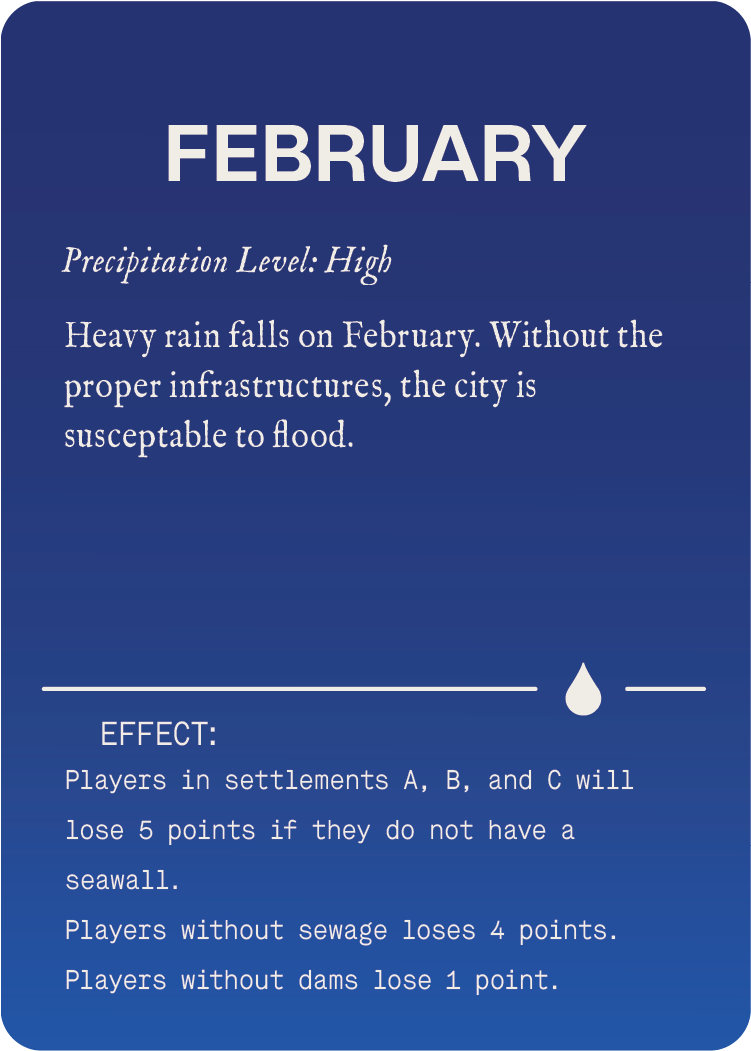 FEBRUARY
Precipitation Level: High
Heavy rain falls on February. Without the
proper infrastructures, the city is
susceptable to flood.
EFFECT:
Players in settlements A, B, and C will
lose 5 points if they do not have a
seawall.
Players without sewage loses 4 points.
Players without dams lose 1 point.